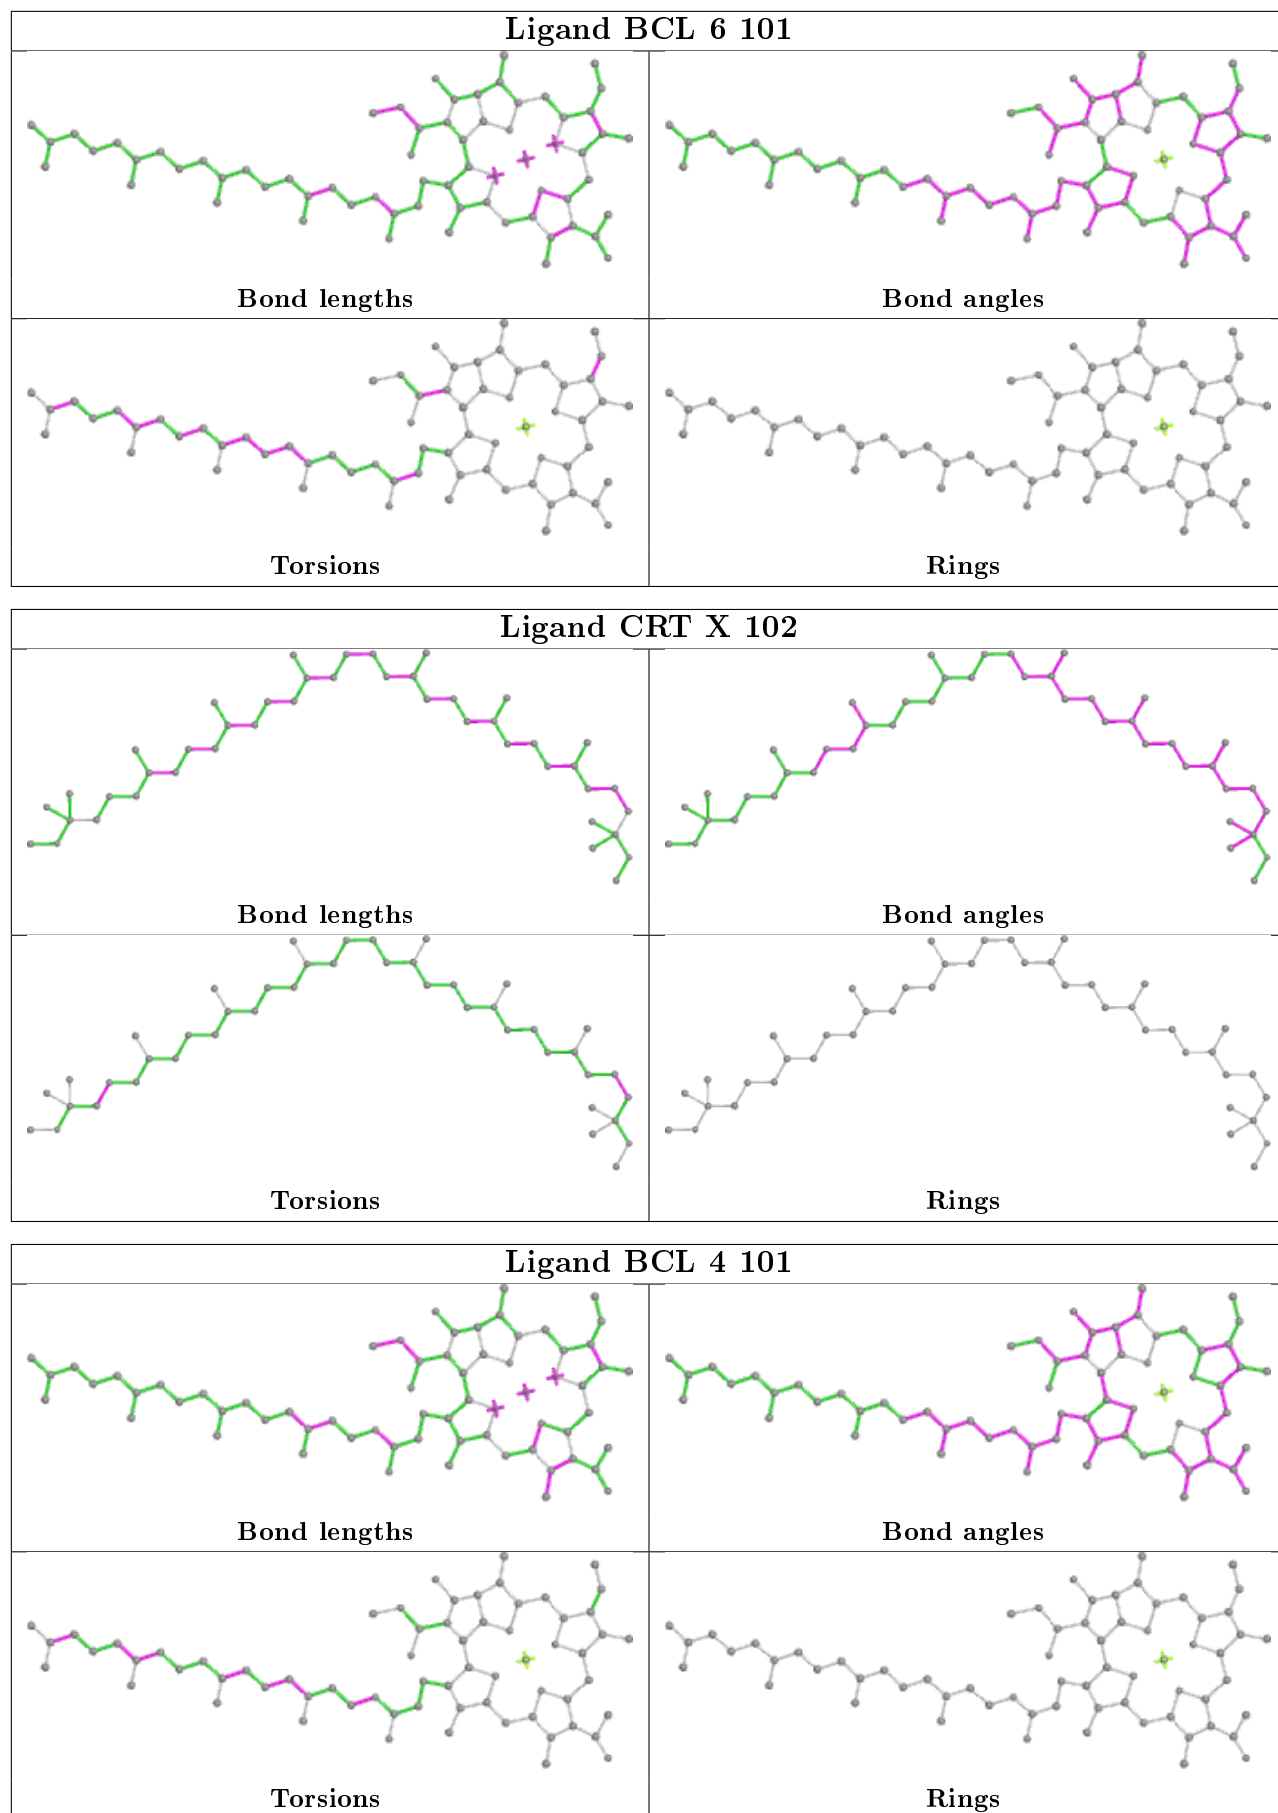 Ligand BCL 6 101
Bond lengths
Bond angles
Torsions
Rings
Ligand CRT X 102
Bond lengths
Bond angles
Torsions
Rings
Ligand BCL 4 101
Bond lengths
Bond angles
Torsions
Rings